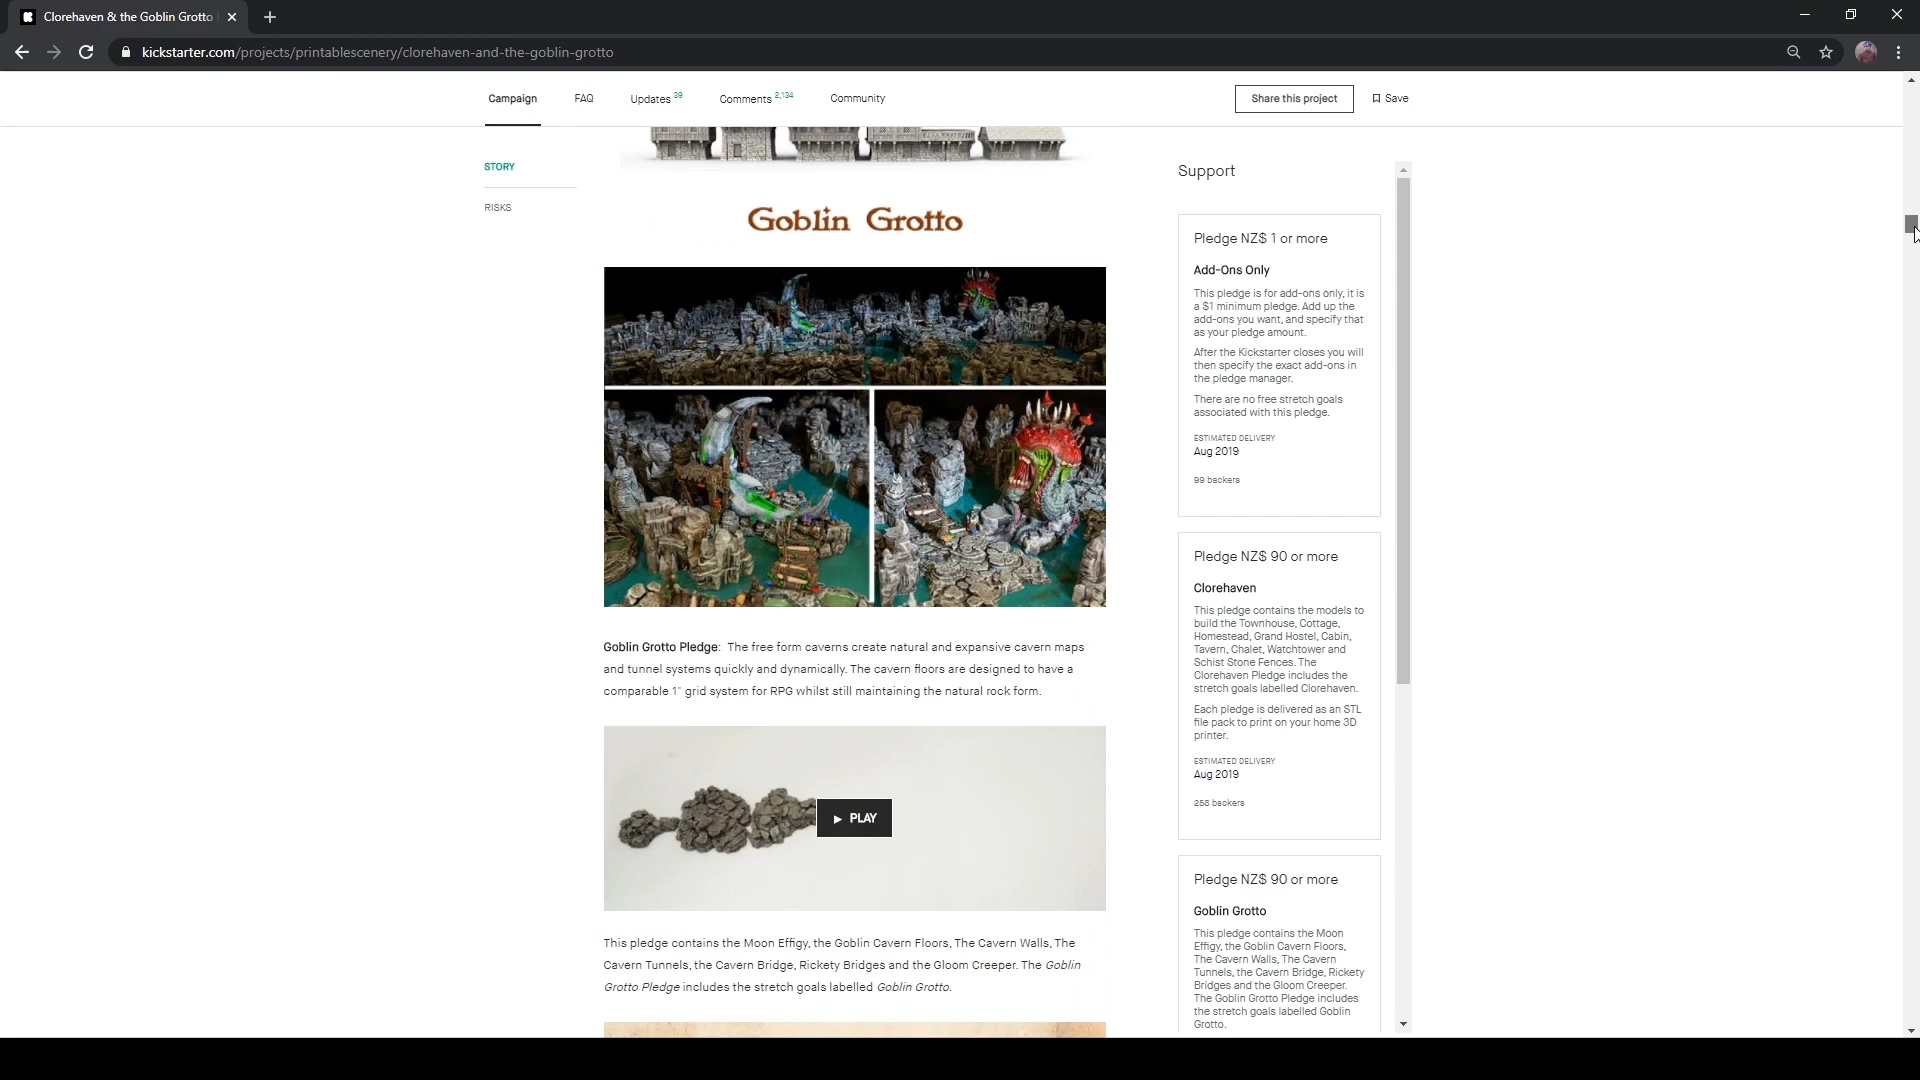 Clorehaven & the Goblin Grotto
kickstarter.com/projects/printablescenery/clorehaven-and-the-goblin-grotto
Campaign
FAQ
Updates 39
Comments 2,134
Community
Share this project
Save
STORY
RISKS
Goblin Grotto
Goblin Grotto Pledge: The free form caverns create natural and expansive cavern maps
and tunnel systems quickly and dynamically. The cavern floors are designed to have a
comparable 1" grid system for RPG whilst still maintaining the natural rock form.
PLAY
This pledge contains the Moon Effigy, the Goblin Cavern Floors, The Cavern Walls, The
Cavern Tunnels, the Cavern Bridge, Rickety Bridges and the Gloom Creeper. The Goblin
Grotto Pledge includes the stretch goals labelled Goblin Grotto.
Support
Pledge NZ$ 1 or more
Add-Ons Only
This pledge is for add-ons only, it is
a $1 minimum pledge. Add up the
add-ons you want, and specify that
as your pledge amount.
After the Kickstarter closes you will
then specify the exact add-ons in
the pledge manager.
There are no free stretch goals
associated with this pledge.
ESTIMATED DELIVERY
Aug 2019
99 backers
Pledge NZ$ 90 or more
Clorehaven
This pledge contains the models to
build the Townhouse, Cottage,
Homestead, Grand Hostel, Cabin,
Tavern, Chalet, Watchtower and
Schist Stone Fences. The
Clorehaven Pledge includes the
stretch goals labelled Clorehaven.
Each pledge is delivered as an STL
file pack to print on your home 3D
printer.
ESTIMATED DELIVERY
Aug 2019
258 backers
Pledge NZ$ 90 or more
Goblin Grotto
This pledge contains the Moon
Effigy, the Goblin Cavern Floors,
The Cavern Walls, The Cavern
Tunnels, the Cavern Bridge, Rickety
Bridges and the Gloom Creeper.
The Goblin Grotto Pledge includes
the stretch goals labelled Goblin
Grotto.